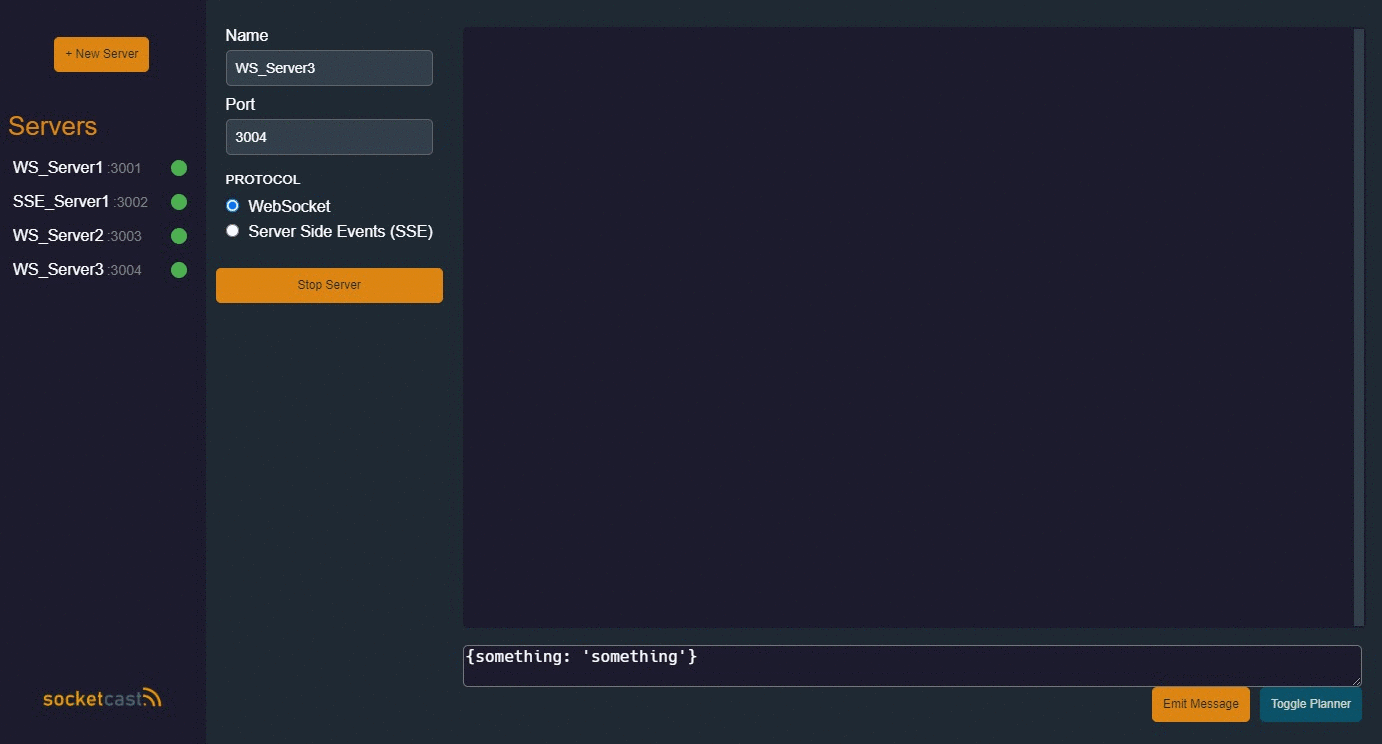 + New Server
Servers
WS_Server1 :3001
SSE_Server1 :3002
WS_Server2 :3003
WS_Server3 :3004
socketcast
Name
WS_Server3
Port
3004
PROTOCOL
WebSocket
Server Side Events (SSE)
Stop Server
{something: 'something'}
Emit Message
Toggle Planner